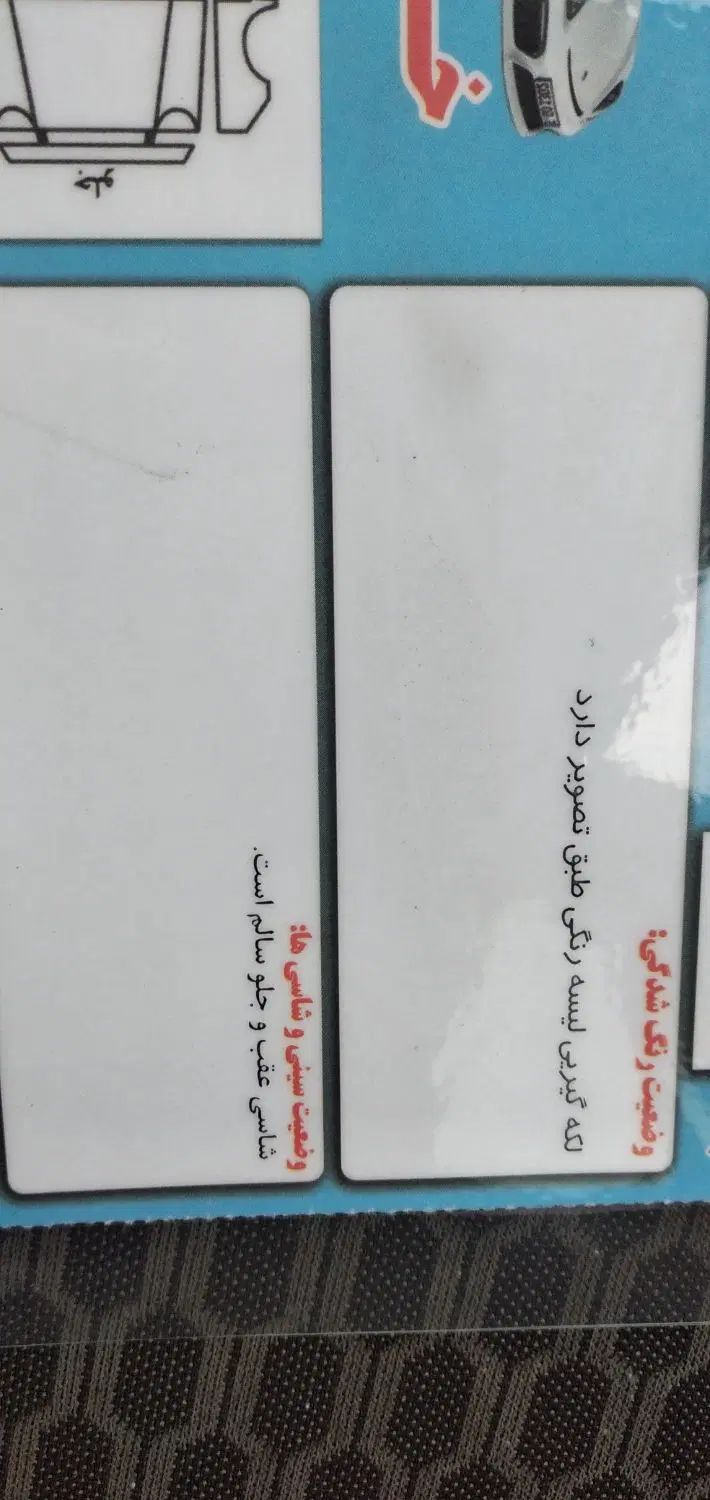 جلو
وضعیت رنگ شدگی:
لکه گیری لیسه رنگی طبق تصویر دارد
وضعیت سینی و شاسی ها:
شاسی عقب و جلو سالم است.